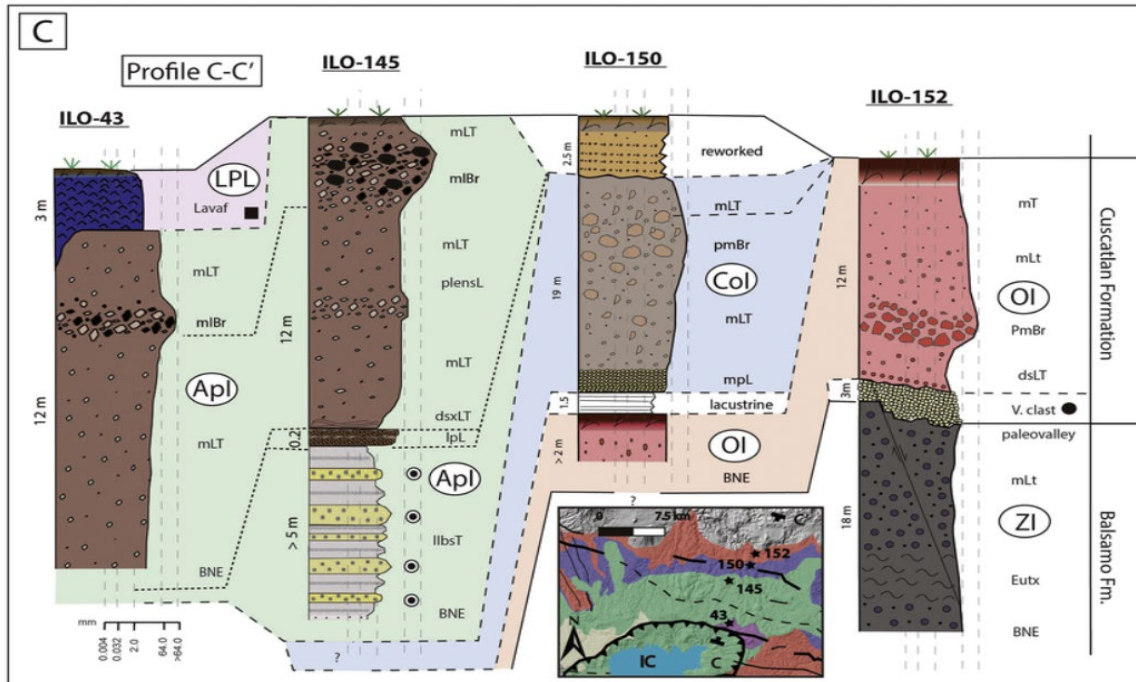 C
Profile C-C'
ILO-43
3 m
12 m
LPL
Lavaf
mLT
mlBr
Apl
mLT
BNE
mm
0.004
0.032
2.0
64.0
>64.0
ILO-145
12 m
0.2
> 5 m
mLT
mlBr
mLT
plensL
mLT
dsxLT
lpL
Apl
llbsT
BNE
?
ILO-150
2.5 m
19 m
1.5
> 2 m
reworked
mLT
pmBr
Col
mLT
mpL
lacustrine
OI
BNE
?
ILO-152
12 m
3m
18 m
mT
mLt
OI
PmBr
dsLT
V. clast
paleovalley
mLt
ZI
Eutx
BNE
Cuscatlan Formation
Balsamo Fm.
0 7.5 km
C'
152
150
145
43
N
IC
C